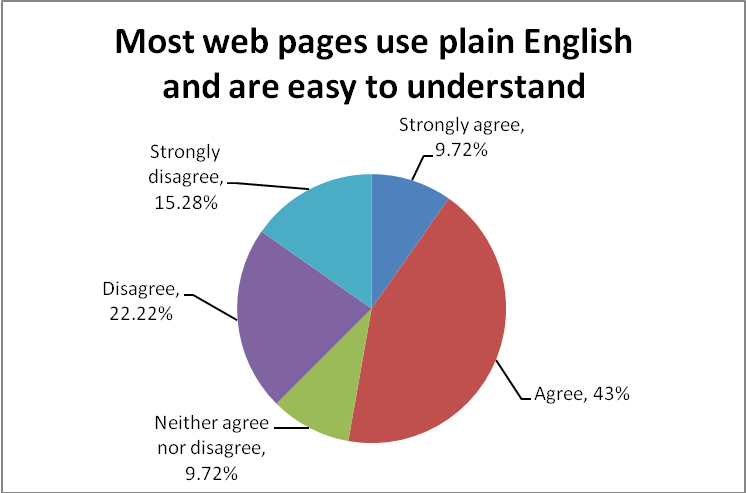 Most web pages use plain English
and are easy to understand
Strongly agree,
9.72%
Strongly
disagree,
15.28%
Disagree,
22.22%
Agree, 43%
Neither agree
nor disagree,
9.72%